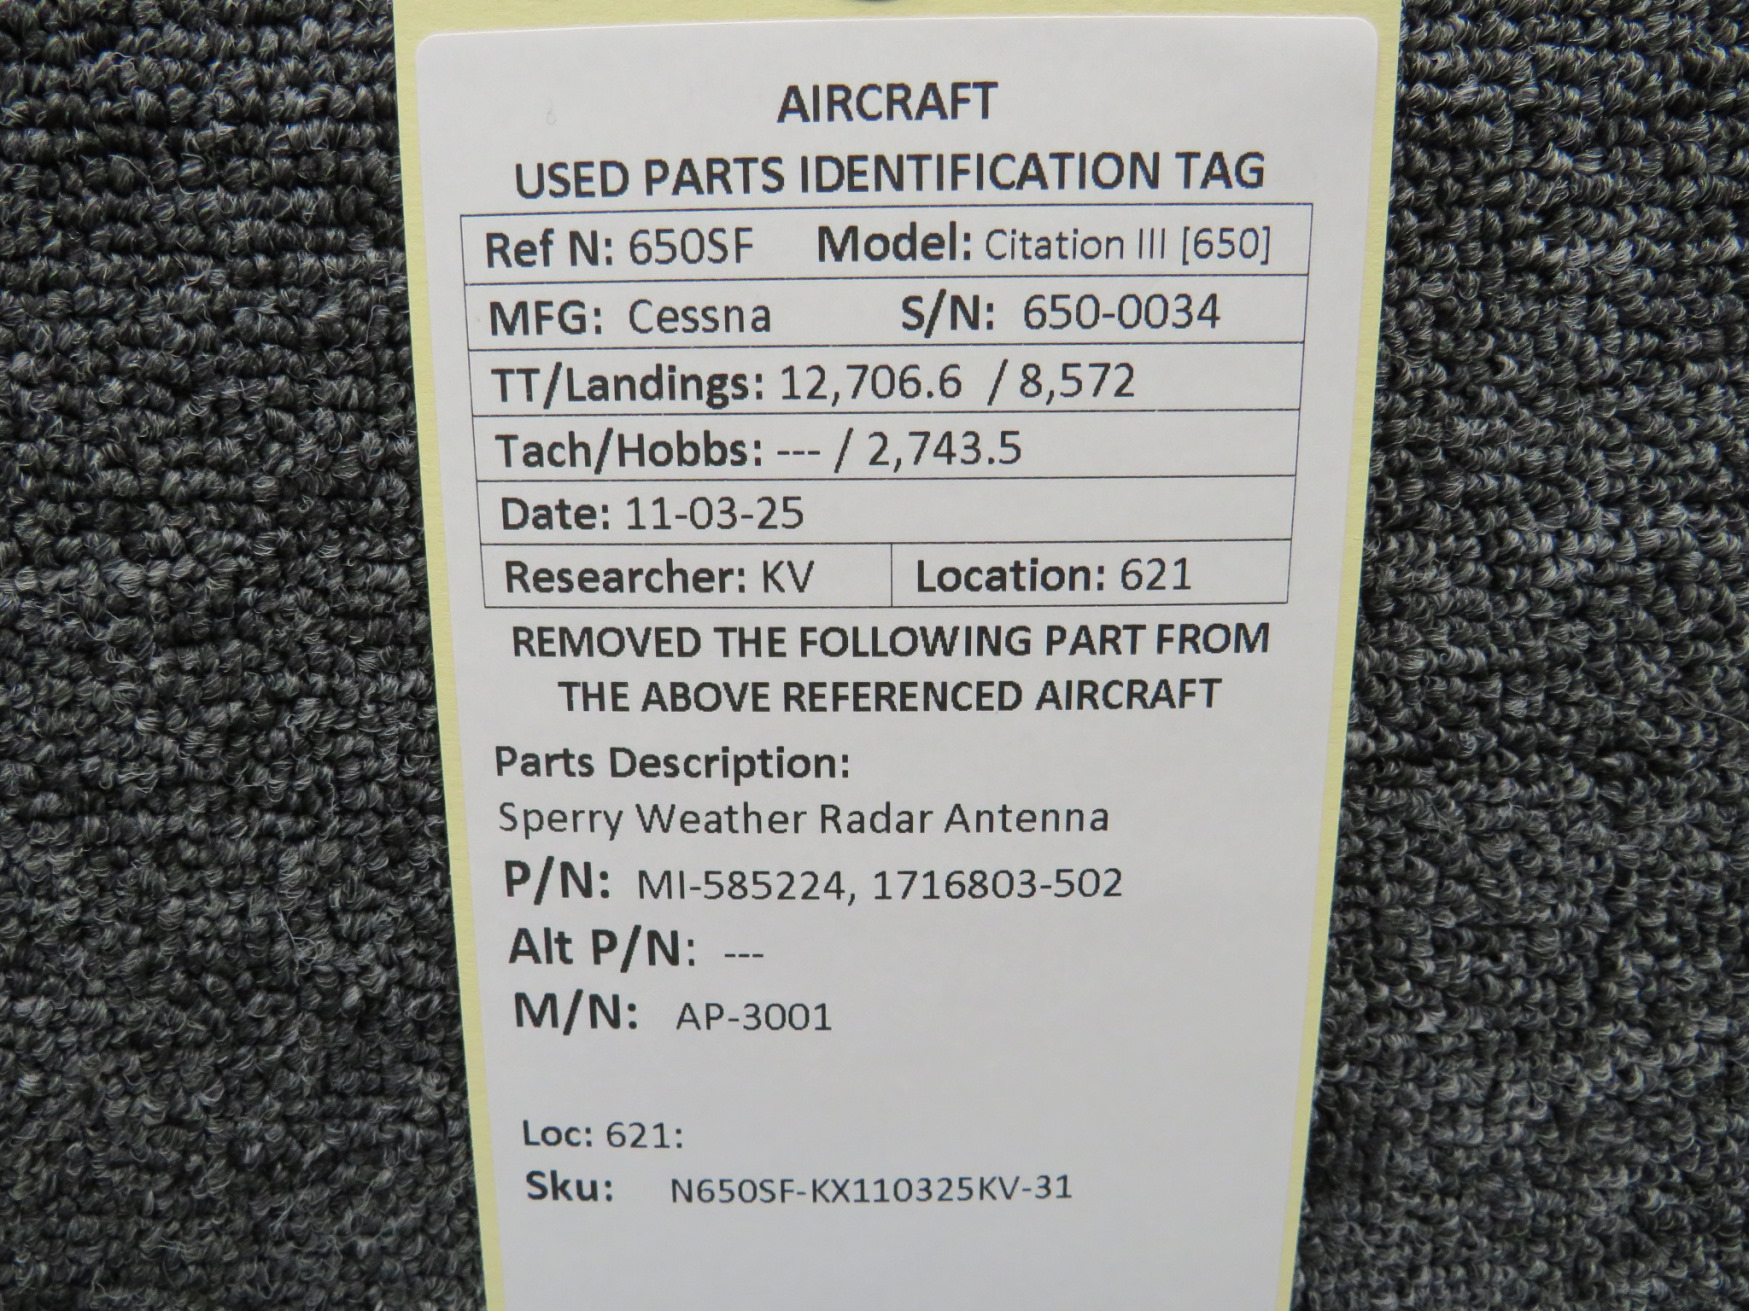 AIRCRAFT
USED PARTS IDENTIFICATION TAG
Ref N: 650SF Model: Citation III [650]
MFG: Cessna S/N: 650-0034
TT/Landings: 12,706.6 / 8,572
Tach/Hobbs: --- / 2,743.5
Date: 11-03-25
Researcher: KV Location: 621
REMOVED THE FOLLOWING PART FROM
THE ABOVE REFERENCED AIRCRAFT
Parts Description:
Sperry Weather Radar Antenna
P/N: MI-585224, 1716803-502
Alt P/N: ---
M/N: AP-3001
Loc: 621:
Sku: N650SF-KX110325KV-31